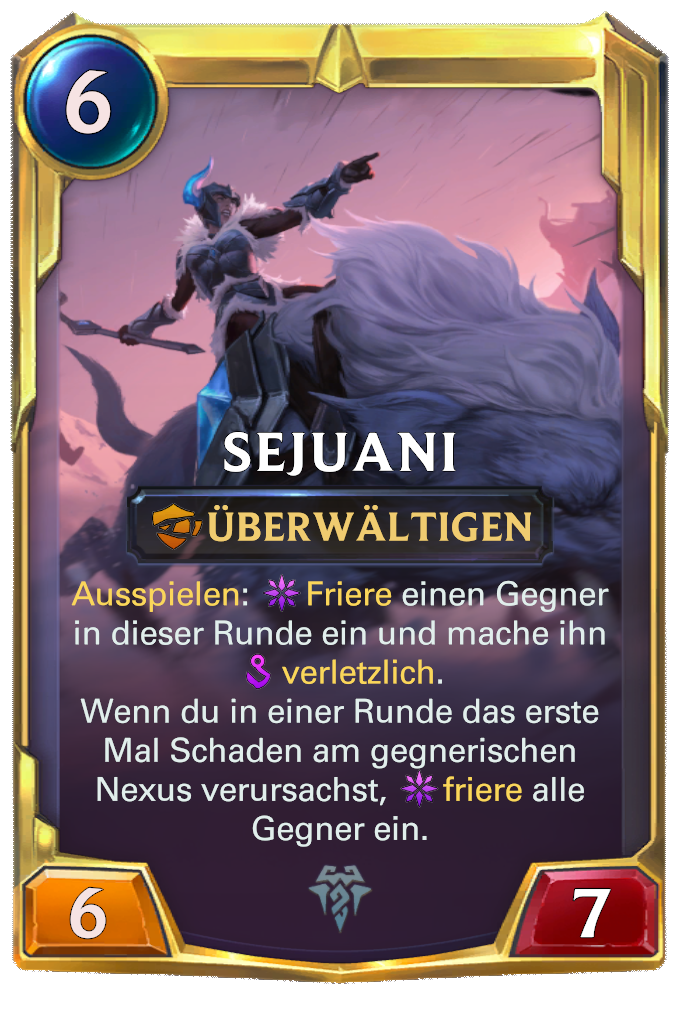 6
SEJUANI
ÜBERWÄLTIGEN
Ausspielen: Friere einen Gegner
in dieser Runde ein und mache ihn
verletzlich.
Wenn du in einer Runde das erste
Mal Schaden am gegnerischen
Nexus verursachst, friere alle
Gegner ein.
6
7